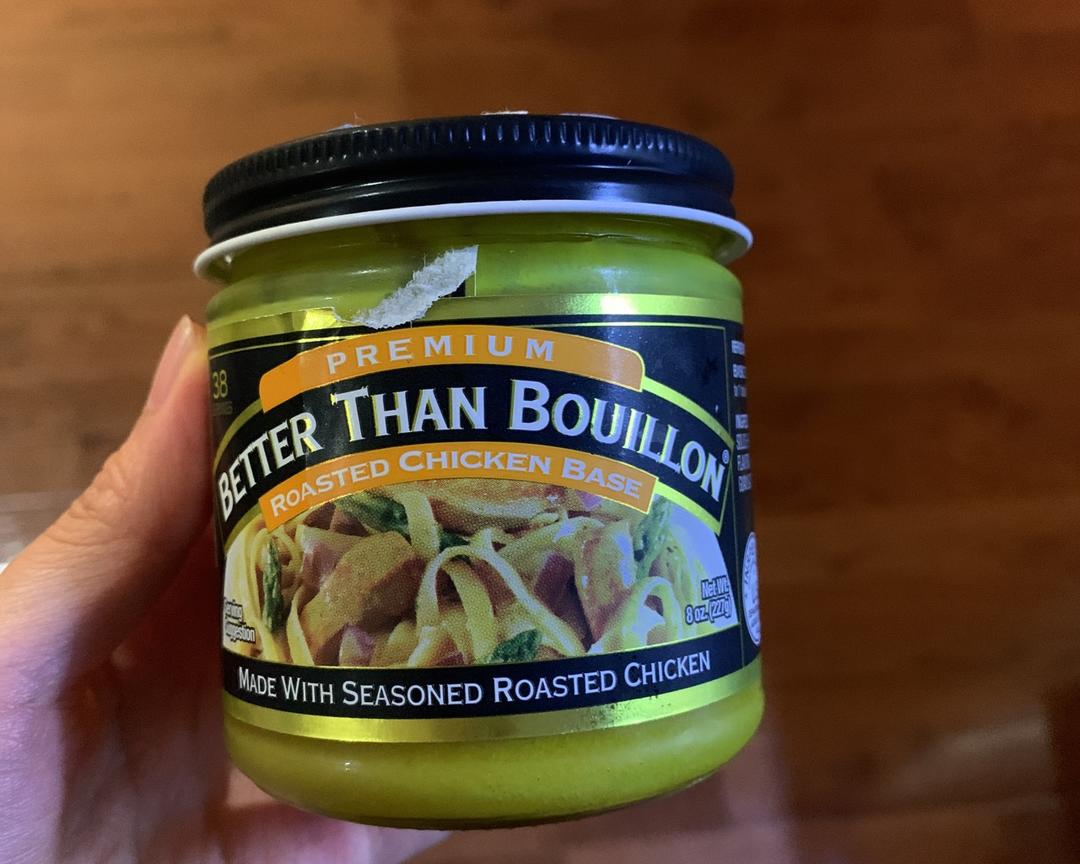 PREMIUM
BETTER THAN BOUILLON®
ROASTED CHICKEN BASE
38
Serving
Suggestion
Net Wt.
8 oz. (227g)
MADE WITH SEASONED ROASTED CHICKEN